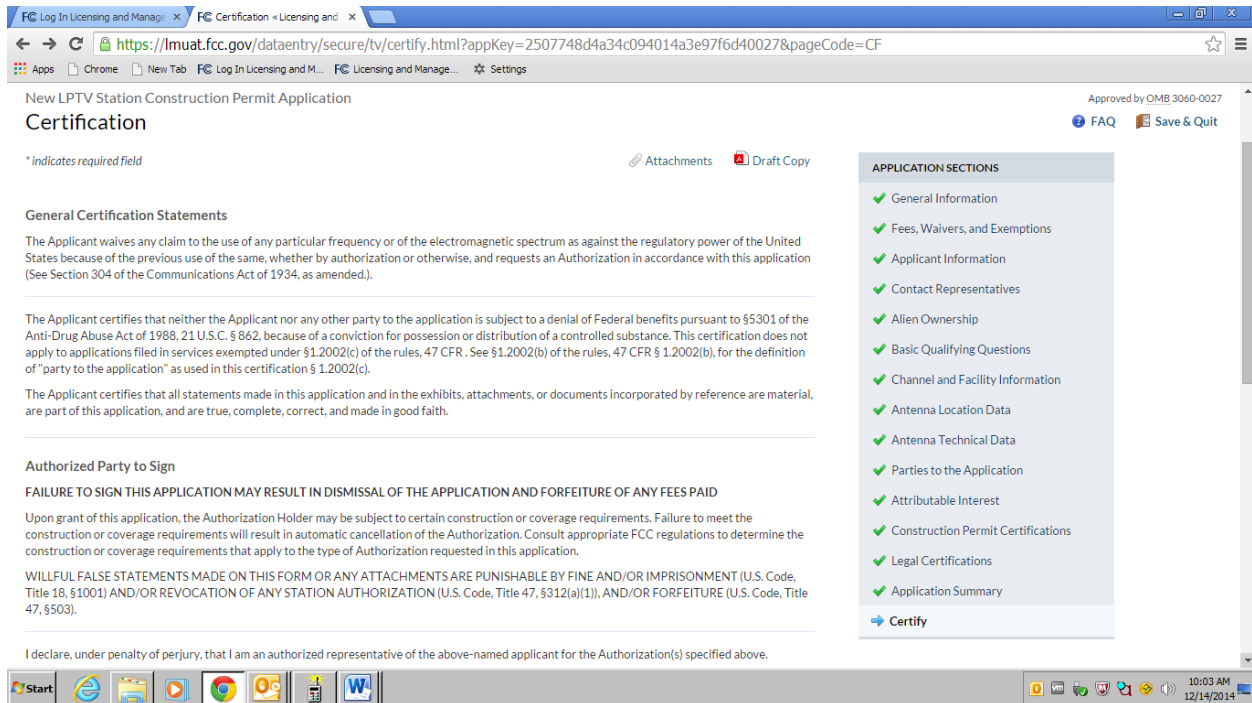 FC Log In Licensing and Manage
FC Certification « Licensing and
https://lmuat.fcc.gov/dataentry/secure/tv/certify.html?appKey=2507748d4a34c094014a3e97f6d40027&pageCode=CF
Apps Chrome New Tab FC Log In Licensing and M... FC Licensing and Manage... Settings
New LPTV Station Construction Permit Application
Approved by OMB 3060-0027
Certification
FAQ Save & Quit
* indicates required field
Attachments Draft Copy
General Certification Statements
The Applicant waives any claim to the use of any particular frequency or of the electromagnetic spectrum as against the regulatory power of the United
States because of the previous use of the same, whether by authorization or otherwise, and requests an Authorization in accordance with this application
(See Section 304 of the Communications Act of 1934, as amended.).
The Applicant certifies that neither the Applicant nor any other party to the application is subject to a denial of Federal benefits pursuant to §5301 of the
Anti-Drug Abuse Act of 1988, 21 U.S.C. § 862, because of a conviction for possession or distribution of a controlled substance. This certification does not
apply to applications filed in services exempted under §1.2002(c) of the rules, 47 CFR . See §1.2002(b) of the rules, 47 CFR § 1.2002(b), for the definition
of "party to the application" as used in this certification § 1.2002(c).
The Applicant certifies that all statements made in this application and in the exhibits, attachments, or documents incorporated by reference are material,
are part of this application, and are true, complete, correct, and made in good faith.
Authorized Party to Sign
FAILURE TO SIGN THIS APPLICATION MAY RESULT IN DISMISSAL OF THE APPLICATION AND FORFEITURE OF ANY FEES PAID
Upon grant of this application, the Authorization Holder may be subject to certain construction or coverage requirements. Failure to meet the
construction or coverage requirements will result in automatic cancellation of the Authorization. Consult appropriate FCC regulations to determine the
construction or coverage requirements that apply to the type of Authorization requested in this application.
WILLFUL FALSE STATEMENTS MADE ON THIS FORM OR ANY ATTACHMENTS ARE PUNISHABLE BY FINE AND/OR IMPRISONMENT (U.S. Code,
Title 18, §1001) AND/OR REVOCATION OF ANY STATION AUTHORIZATION (U.S. Code, Title 47, §312(a)(1)), AND/OR FORFEITURE (U.S. Code, Title
47, §503).
I declare, under penalty of perjury, that I am an authorized representative of the above-named applicant for the Authorization(s) specified above.
APPLICATION SECTIONS
General Information
Fees, Waivers, and Exemptions
Applicant Information
Contact Representatives
Alien Ownership
Basic Qualifying Questions
Channel and Facility Information
Antenna Location Data
Antenna Technical Data
Parties to the Application
Attributable Interest
Construction Permit Certifications
Legal Certifications
Application Summary
Certify
Start
10:03 AM
12/14/2014